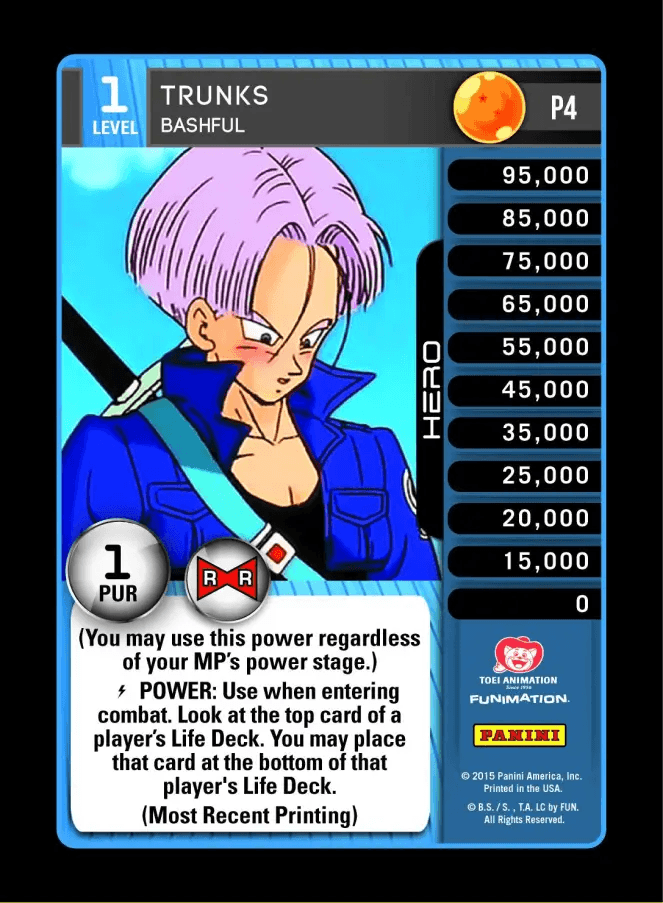 1
LEVEL
TRUNKS
BASHFUL
P4
95,000
85,000
75,000
65,000
55,000
45,000
35,000
25,000
20,000
15,000
0
HERO
1
PUR
R R
(You may use this power regardless
of your MP's power stage.)
POWER: Use when entering
combat. Look at the top card of a
player's Life Deck. You may place
that card at the bottom of that
player's Life Deck.
(Most Recent Printing)
TOEI ANIMATION
Since 1956
FUNIMATION.
PANINI
© 2015 Panini America, Inc.
Printed in the USA.
© B.S. / S. , T.A. LC by FUN.
All Rights Reserved.